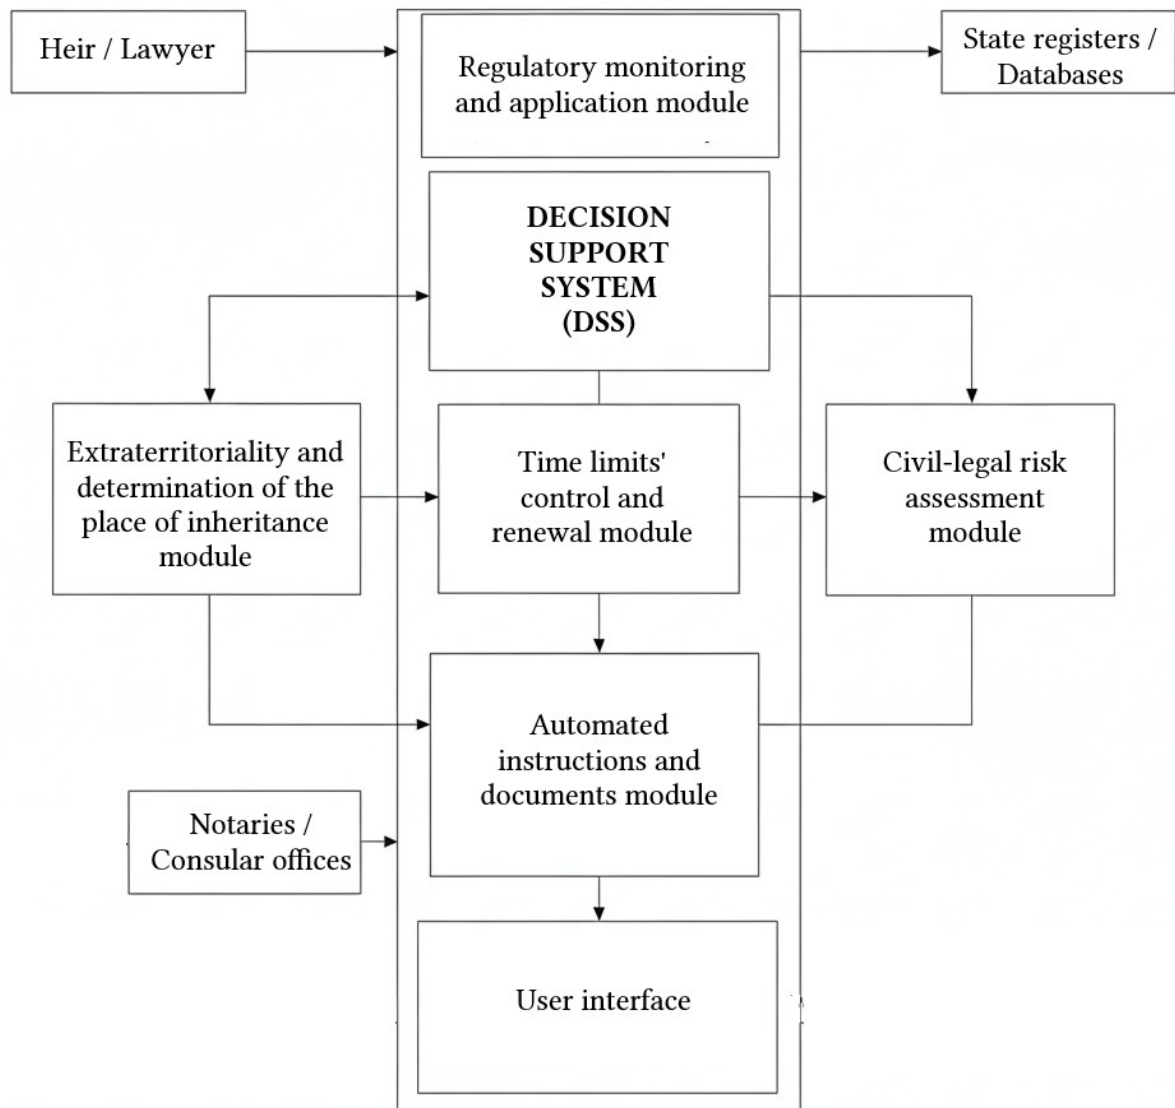 Heir / Lawyer
Regulatory monitoring
and application module
State registers /
Databases
DECISION
SUPPORT
SYSTEM
(DSS)
Extraterritoriality and
determination of the
place of inheritance
module
Time limits'
control and
renewal module
Civil-legal risk
assessment
module
Automated
instructions and
documents module
Notaries /
Consular offices
User interface